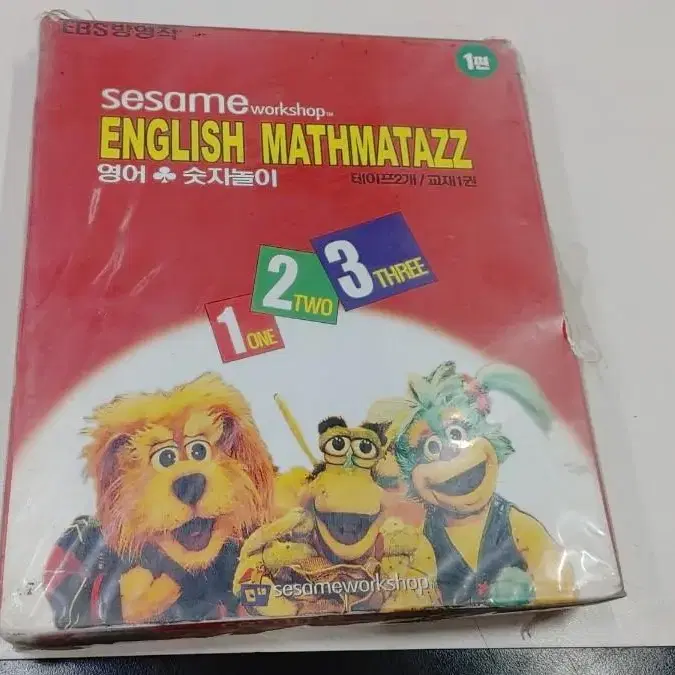 EBS방영작
1편
sesame workshop™
ENGLISH MATHMATAZZ
영어 ♣ 숫자놀이
테이프2개 / 교재1권
1 ONE
2 TWO
3 THREE
sesameworkshop